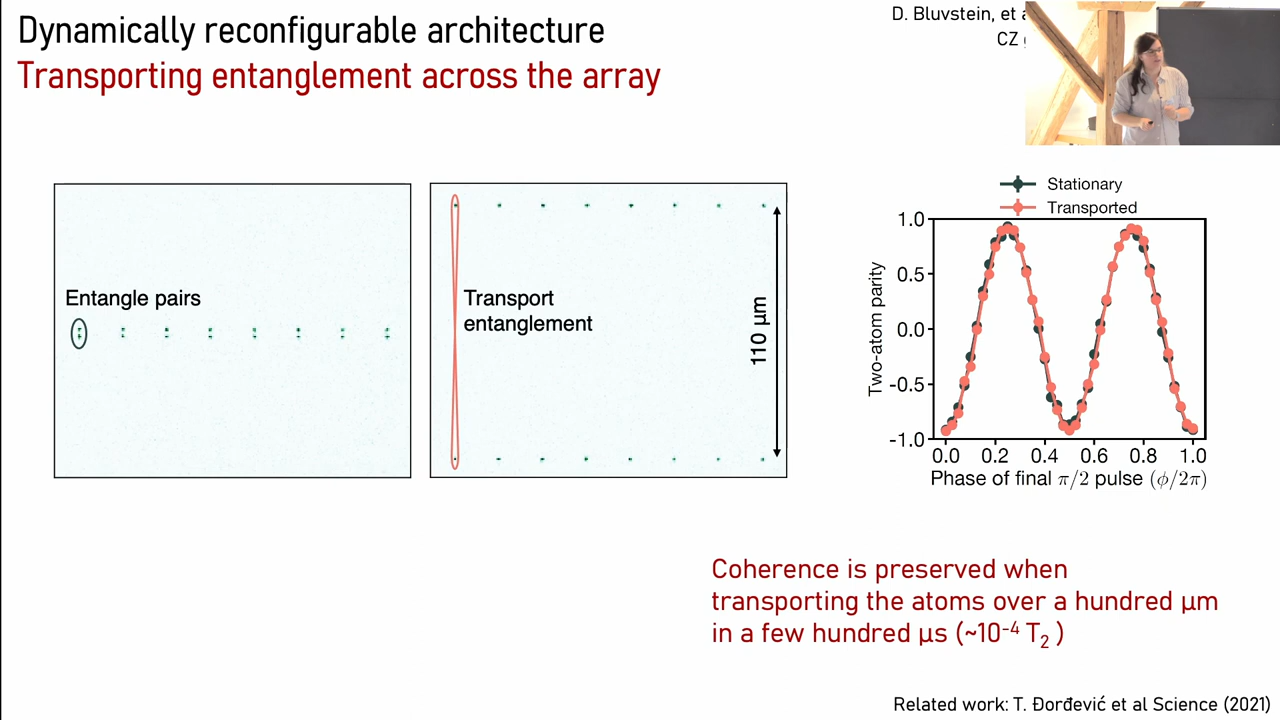 Dynamically reconfigurable architecture
Transporting entanglement across the array
D. Bluvstein, et
CZ
Entangle pairs
Transport
entanglement
110 μm
Stationary
Transported
1.0
0.5
0.0
-0.5
-1.0
Two-atom parity
0.0 0.2 0.4 0.6 0.8 1.0
Phase of final π/2 pulse (ϕ/2π)
Coherence is preserved when
transporting the atoms over a hundred μm
in a few hundred μs (~10⁻⁴ T₂ )
Related work: T. Đorđević et al Science (2021)